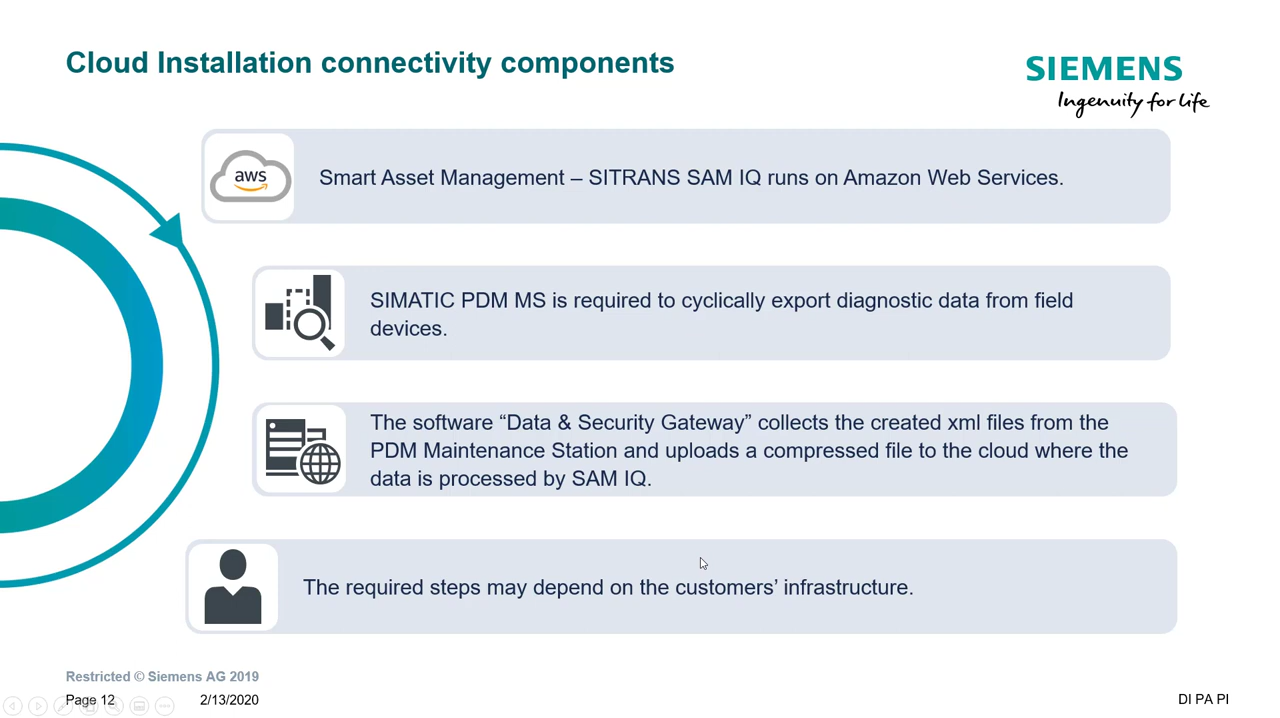 Cloud Installation connectivity components
SIEMENS
Ingenuity for life
aws
Smart Asset Management – SITRANS SAM IQ runs on Amazon Web Services.
SIMATIC PDM MS is required to cyclically export diagnostic data from field
devices.
The software “Data & Security Gateway” collects the created xml files from the
PDM Maintenance Station and uploads a compressed file to the cloud where the
data is processed by SAM IQ.
The required steps may depend on the customers’ infrastructure.
Restricted © Siemens AG 2019
Page 12
2/13/2020
DI PA PI